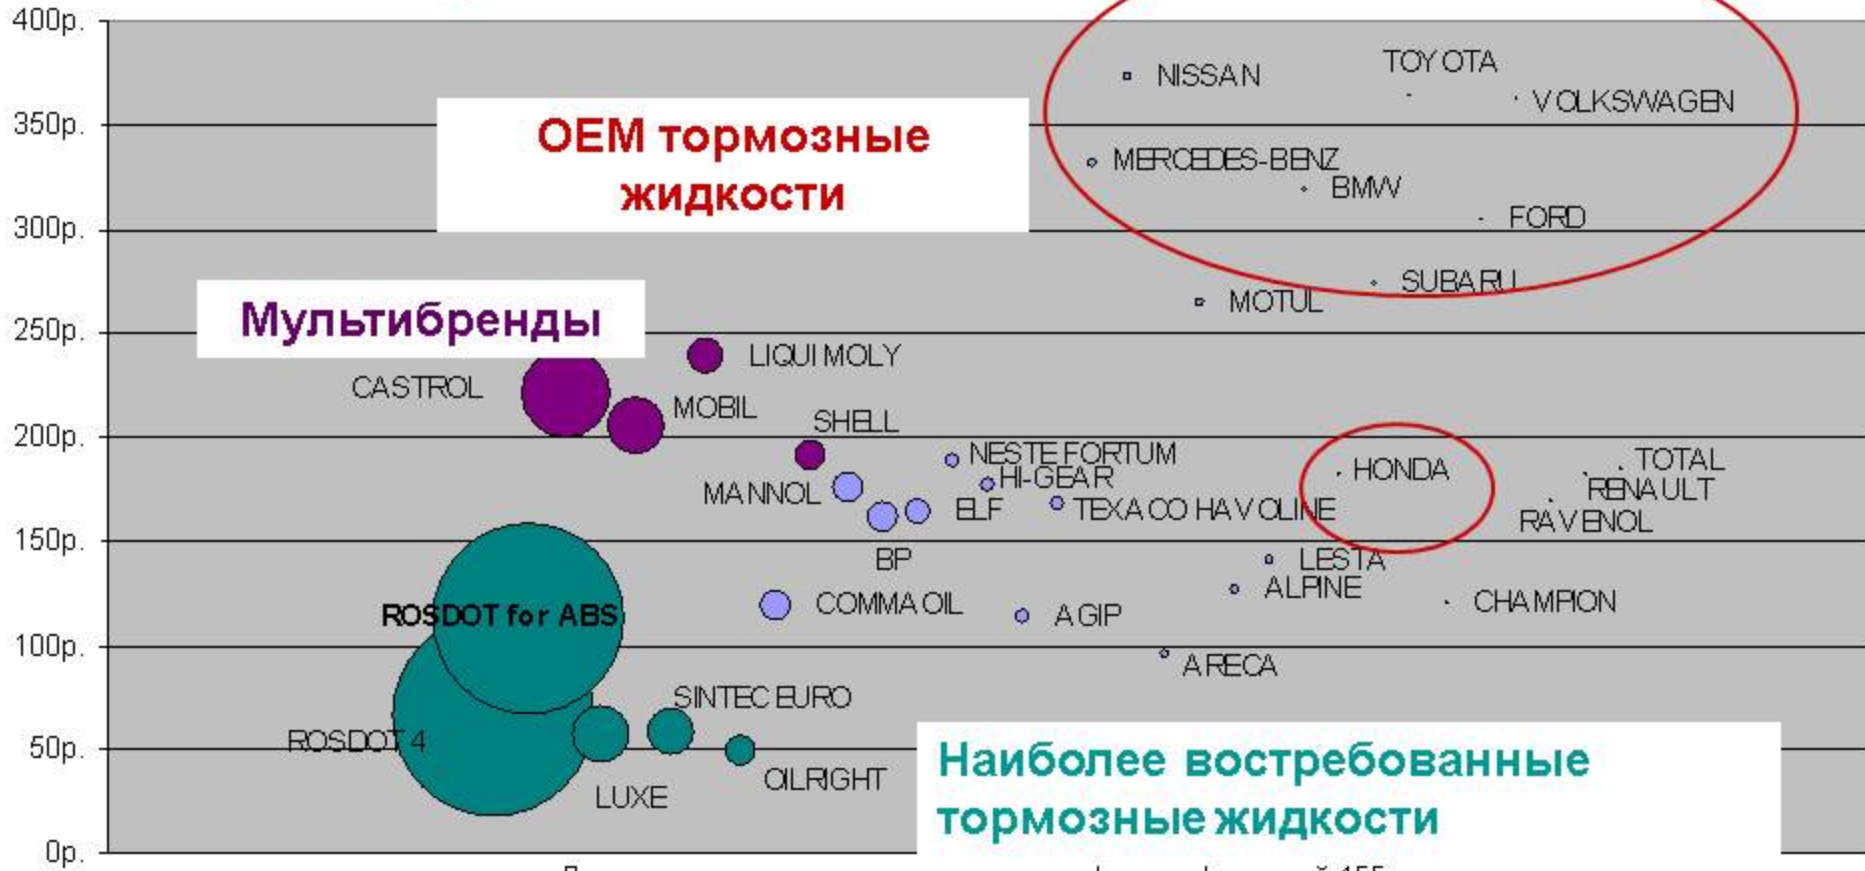 400р.
TOYOTA
NISSAN
VOLKSWAGEN
350р.
OEM тормозные
жидкости
MERCEDES-BENZ
BMW
300р.
FORD
SUBARU
MOTUL
Мультибренды
250р.
LIQUI MOLY
CASTROL
MOBIL
SHELL
200р.
NESTE FORTUM
TOTAL
HONDA
HI-GEAR
RENAULT
MANNOL
ELF
TEXACO HAVOLINE
RAVENOL
150р.
BP
LESTA
ALPINE
COMMA OIL
CHAMPION
ROSDOT for ABS
AGIP
100р.
ARECA
SINTEC EURO
ROSDOT 4
50р.
Наиболее востребованные
OILRIGHT
LUXE
тормозные жидкости
0р.